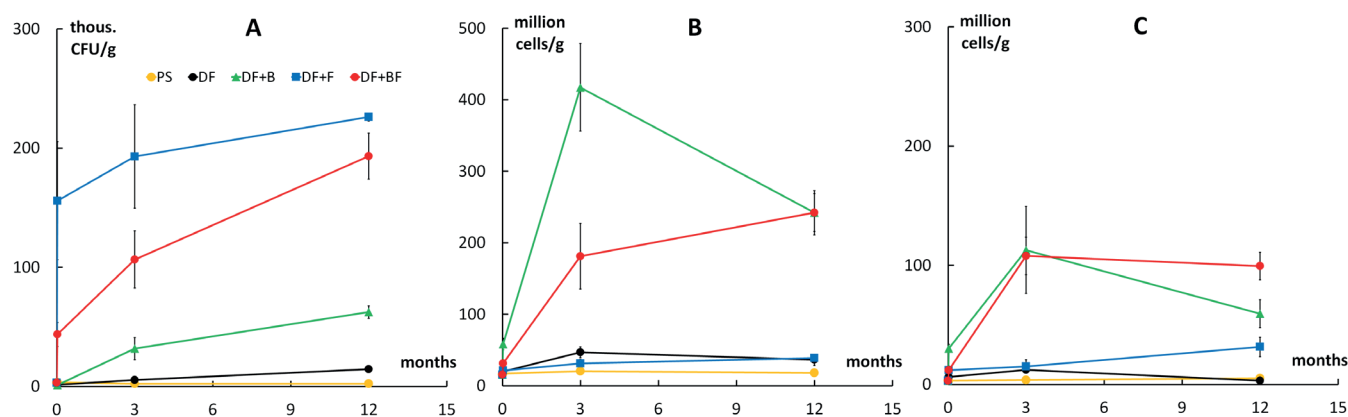 thous.
CFU/g
A
300
200
100
0
PS DF DF+B DF+F DF+BF
months
0 3 6 9 12 15
million
cells/g
B
500
400
300
200
100
0
months
0 3 6 9 12 15
million
cells/g
C
300
200
100
0
months
0 3 6 9 12 15